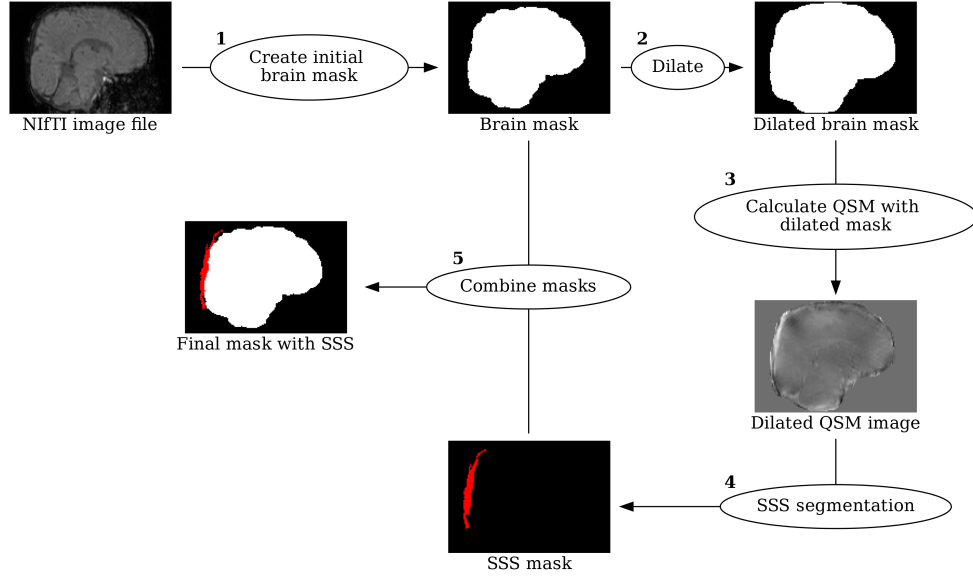 1
Create initial
brain mask
2
Dilate
NIfTI image file
Brain mask
Dilated brain mask
3
Calculate QSM with
dilated mask
5
Combine masks
Final mask with SSS
Dilated QSM image
4
SSS segmentation
SSS mask